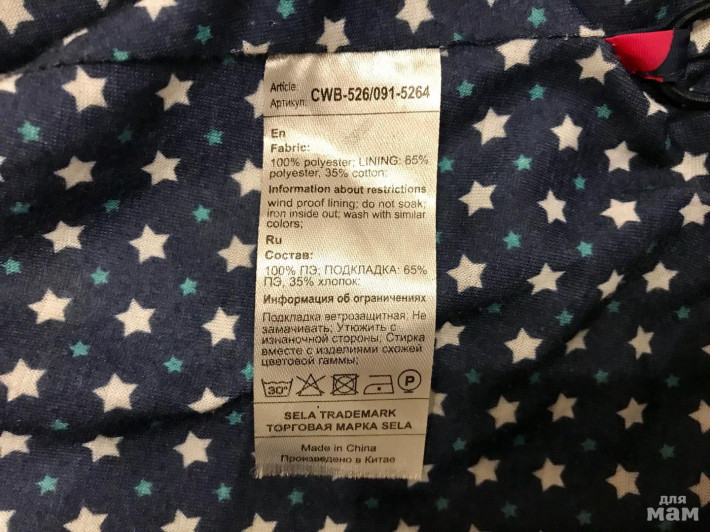 Article:
Артикул: CWB-526/091-5264
En
Fabric:
100% polyester; LINING: 65%
polyester, 35% cotton;
Information about restrictions
wind proof lining; do not soak;
iron inside out; wash with similar
colors;
Ru
Состав:
100% ПЭ; ПОДКЛАДКА: 65%
ПЭ, 35% хлопок;
Информация об ограничениях
Подкладка ветрозащитная; Не
замачивать; Утюжить с
изнаночной стороны; Стирка
вместе с изделиями схожей
цветовой гаммы;
30° P
SELA TRADEMARK
ТОРГОВАЯ МАРКА SELA
Made in China
Произведено в Китае
для
мам